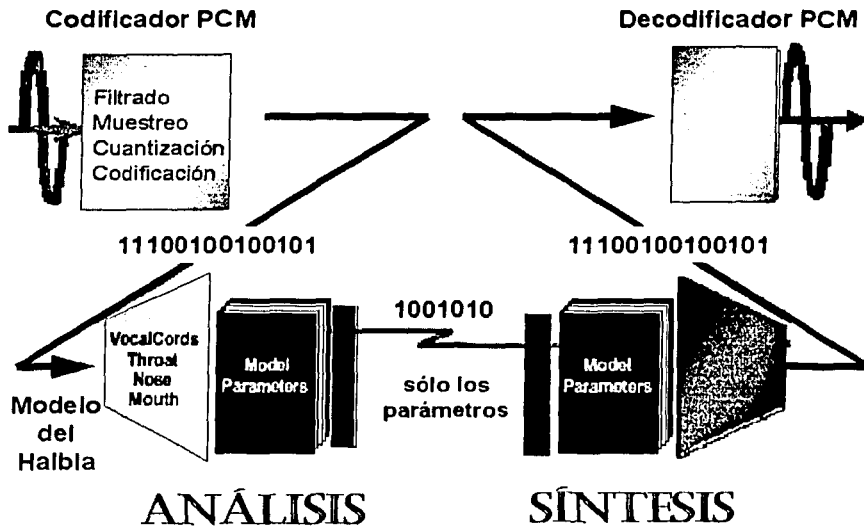 Codificador PCM
Decodificador PCM
Filtrado
Muestreo
Cuantización
Codificación
11100100100101
11100100100101
VocalCords
Throat
Nose
Mouth
Model
Parameters
1001010
sólo los
parámetros
Model
Parameters
Modelo
del
Halbla
ANÁLISIS
SÍNTESIS